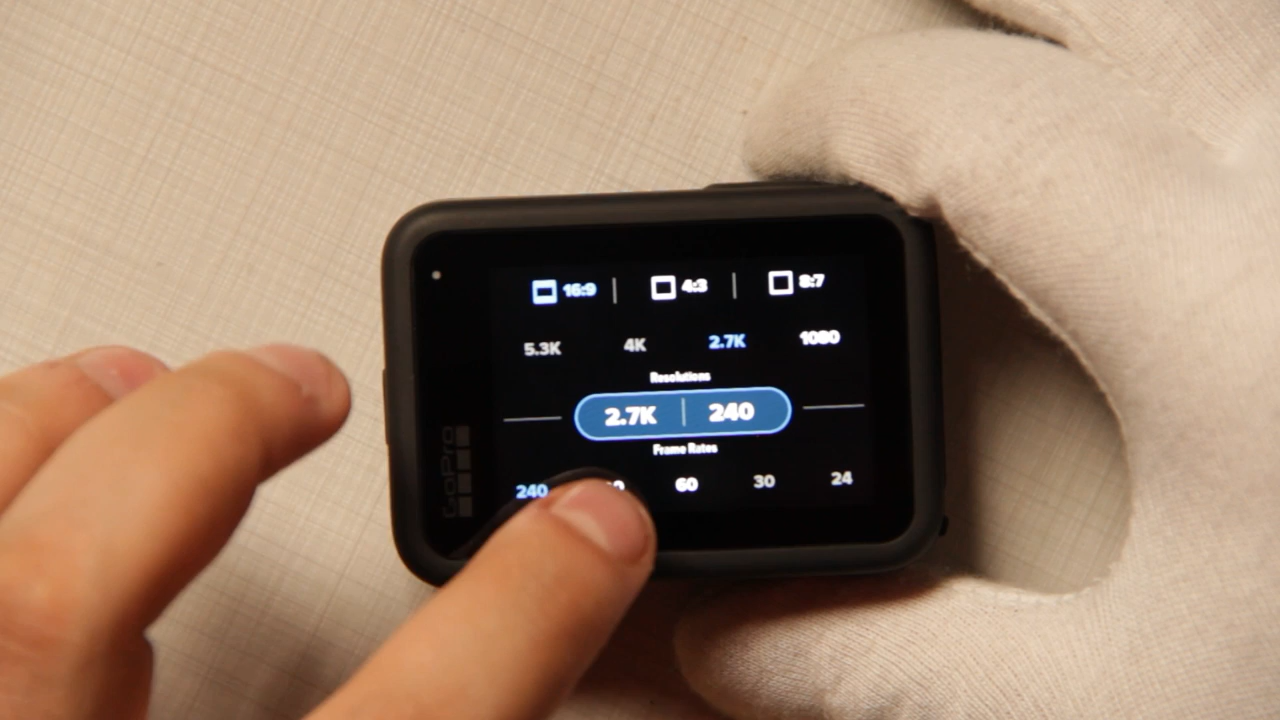 16:9 | 4:3 | 8:7
5.3K 4K 2.7K 1080
Resolutions
2.7K | 240
Frame Rates
240 60 30 24
GoPro